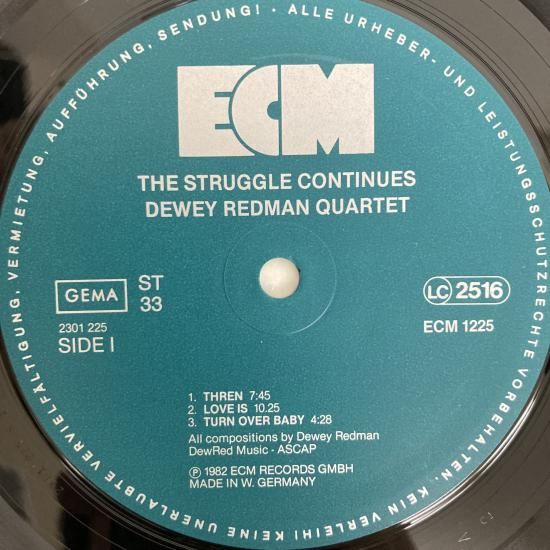 ALLE URHEBER- UND LEISTUNGSSCHUTZRECHTE VORBEHALTEN. KEIN VERLEIH! KEINE UNERLAUBTE VERVIELFÄLTIGUNG, VERMIETUNG, AUFFÜHRUNG, SENDUNG! ·
ECM
THE STRUGGLE CONTINUES
DEWEY REDMAN QUARTET
GEMA
ST
33
LC 2516
2301 225
SIDE I
ECM 1225
1. THREN 7:45
2. LOVE IS 10.25
3. TURN OVER BABY 4:28
All compositions by Dewey Redman
DewRed Music - ASCAP
Ⓟ 1982 ECM RECORDS GMBH
MADE IN W. GERMANY